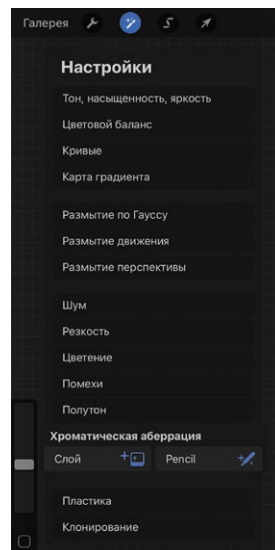 Галерея
Настройки
Тон, насыщенность, яркость
Цветовой баланс
Кривые
Карта градиента
Размытие по Гауссу
Размытие движения
Размытие перспективы
Шум
Резкость
Цветение
Помехи
Полутон
Хроматическая аберрация
Слой Pencil
Пластика
Клонирование